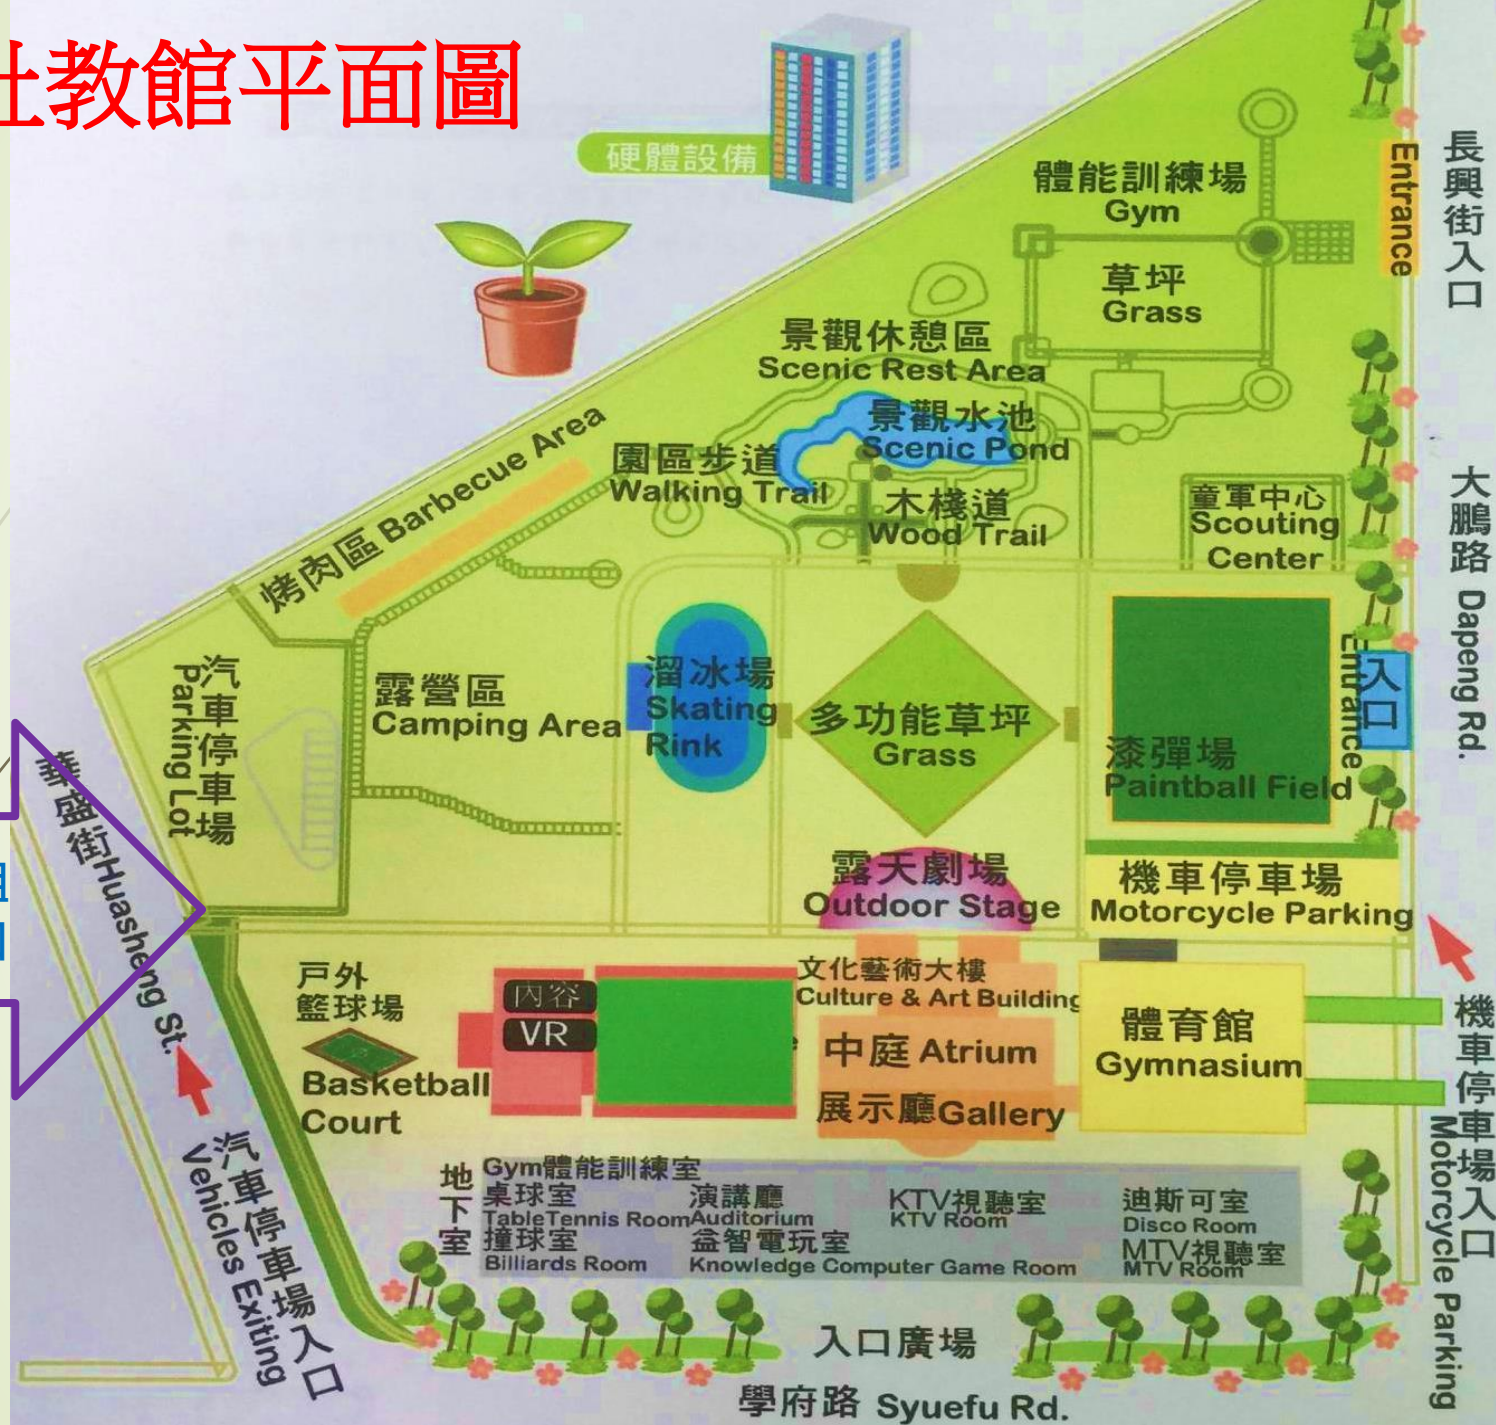 教館平面圖
硬體設備
體能訓練場
Gym
草坪
Grass
景觀休憩區
Scenic Rest Area
景觀水池
Scenic Pond
園區步道
Walking Trail
木棧道
Wood Trail
童軍中心
Scouting
Center
烤肉區 Barbecue Area
Entrance
長興街入口
大鵬路 Dapeng Rd.
汽車停車場
Parking Lot
露營區
Camping Area
溜冰場
Skating
Rink
多功能草坪
Grass
漆彈場
Paintball Field
入口
Entrance
華盛街 Huasheng St.
露天劇場
Outdoor Stage
機車停車場
Motorcycle Parking
戶外
籃球場
Basketball
Court
內容
VR
文化藝術大樓
Culture & Art Building
中庭 Atrium
展示廳 Gallery
體育館
Gymnasium
機車停車場入口
Motorcycle Parking
汽車停車場入口
Vehicles Exiting
地下室
Gym體能訓練室
桌球室
TableTennis Room
撞球室
Billiards Room
演講廳
Auditorium
益智電玩室
Knowledge Computer Game Room
KTV視聽室
KTV Room
迪斯可室
Disco Room
MTV視聽室
MTV Room
入口廣場
學府路 Syuefu Rd.